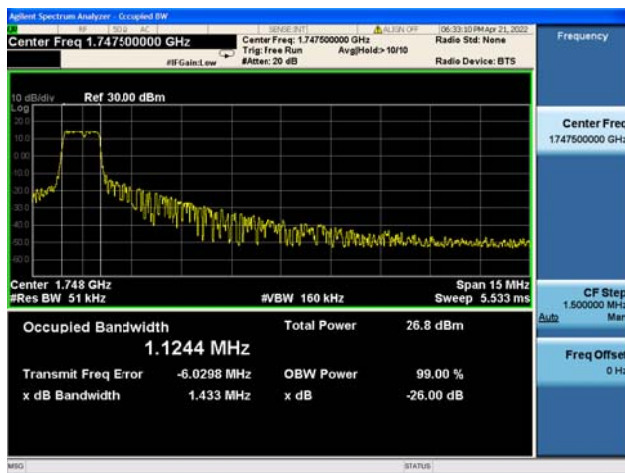 Agilent Spectrum Analyzer - Occupied BW
RF 50 Ω AC SENSE:INT ALIGN OFF 06:33:10 PM Apr 21, 2022
Center Freq 1.747500000 GHz
Center Freq: 1.747500000 GHz
Radio Std: None
Trig: Free Run Avg|Hold:> 10/10
#IFGain:Low #Atten: 20 dB Radio Device: BTS
Frequency
10 dB/div Ref 30.00 dBm
Log
20.0
10.0
0.00
10.0
20.0
30.0
40.0
50.0
60.0
Center 1.748 GHz Span 15 MHz
#Res BW 51 kHz #VBW 160 kHz Sweep 5.533 ms
Occupied Bandwidth Total Power 26.8 dBm
1.1244 MHz
Transmit Freq Error -6.0298 MHz OBW Power 99.00 %
x dB Bandwidth 1.433 MHz x dB -26.00 dB
Center Freq
1.747500000 GHz
CF Step
1.500000 MHz
Auto Man
Freq Offset
0 Hz
MSG STATUS